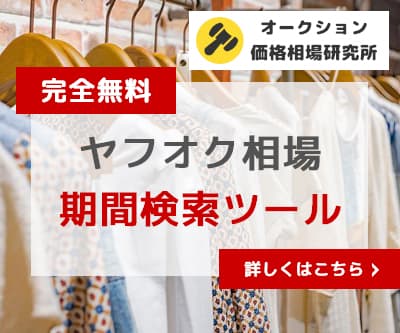 オークション
価格相場研究所
完全無料
ヤフオク相場
期間検索ツール
詳しくはこちら >